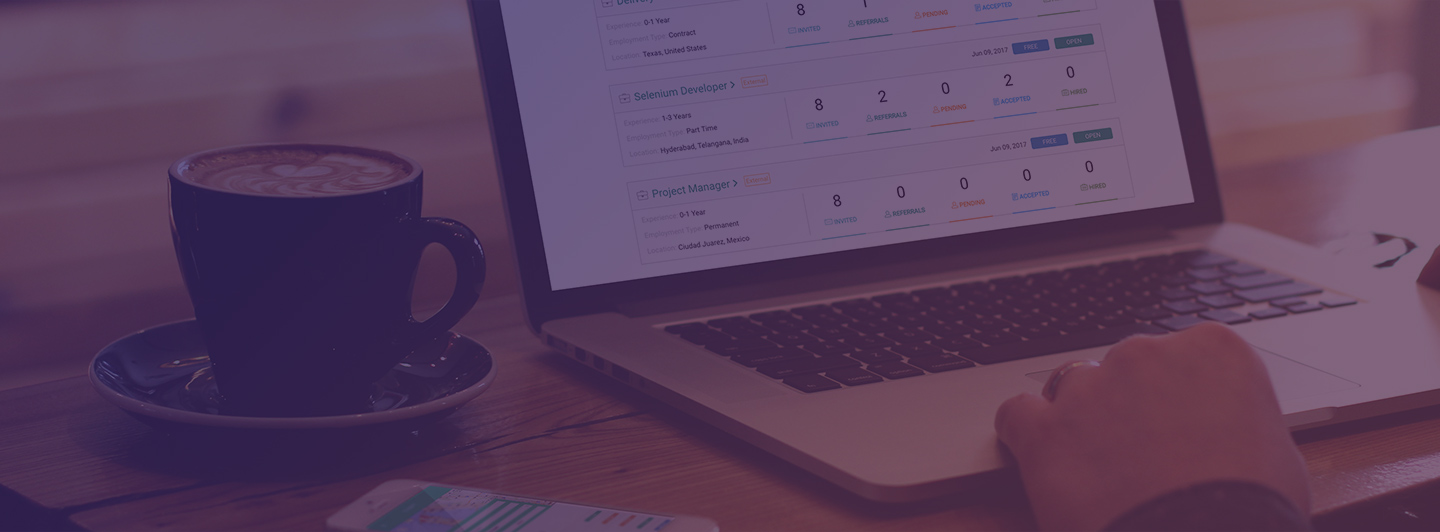 Delivery
Experience: 0-1 Year
Employment Type: Contract
Location: Texas, United States
8
INVITED
REFERRALS
PENDING
ACCEPTED
Selenium Developer >
External
Jun 09, 2017
FREE
OPEN
Experience: 1-3 Years
Employment Type: Part Time
Location: Hyderabad, Telangana, India
8 2 0 2 0
INVITED REFERRALS PENDING ACCEPTED HIRED
Project Manager >
External
Jun 09, 2017
FREE
OPEN
Experience: 0-1 Year
Employment Type: Permanent
Location: Ciudad Juarez, Mexico
8 0 0 0 0
INVITED REFERRALS PENDING ACCEPTED HIRED